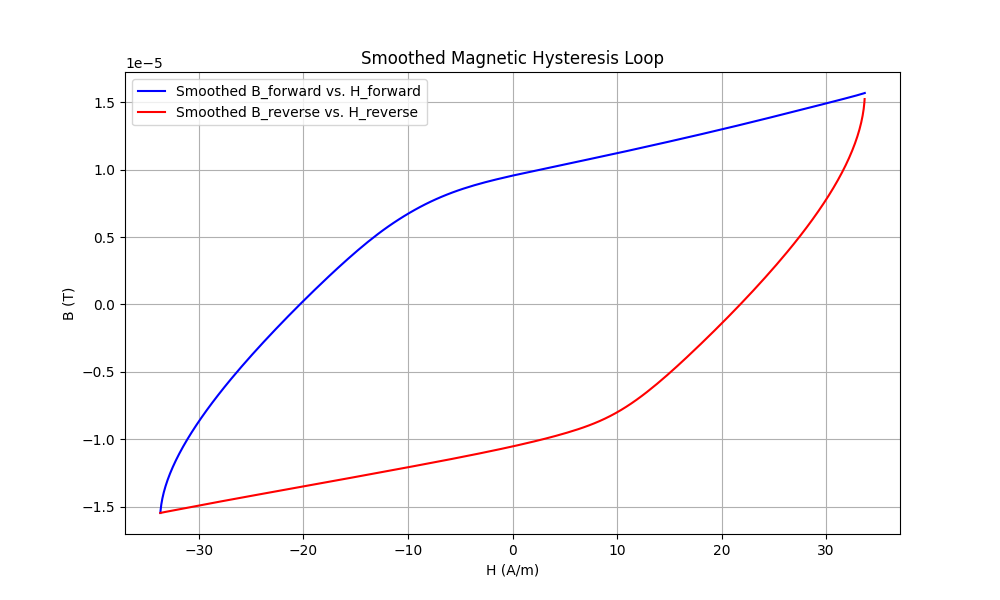 Smoothed Magnetic Hysteresis Loop
1e−5
Smoothed B_forward vs. H_forward
Smoothed B_reverse vs. H_reverse
1.5
1.0
0.5
0.0
−0.5
−1.0
−1.5
B (T)
−30 −20 −10 0 10 20 30
H (A/m)